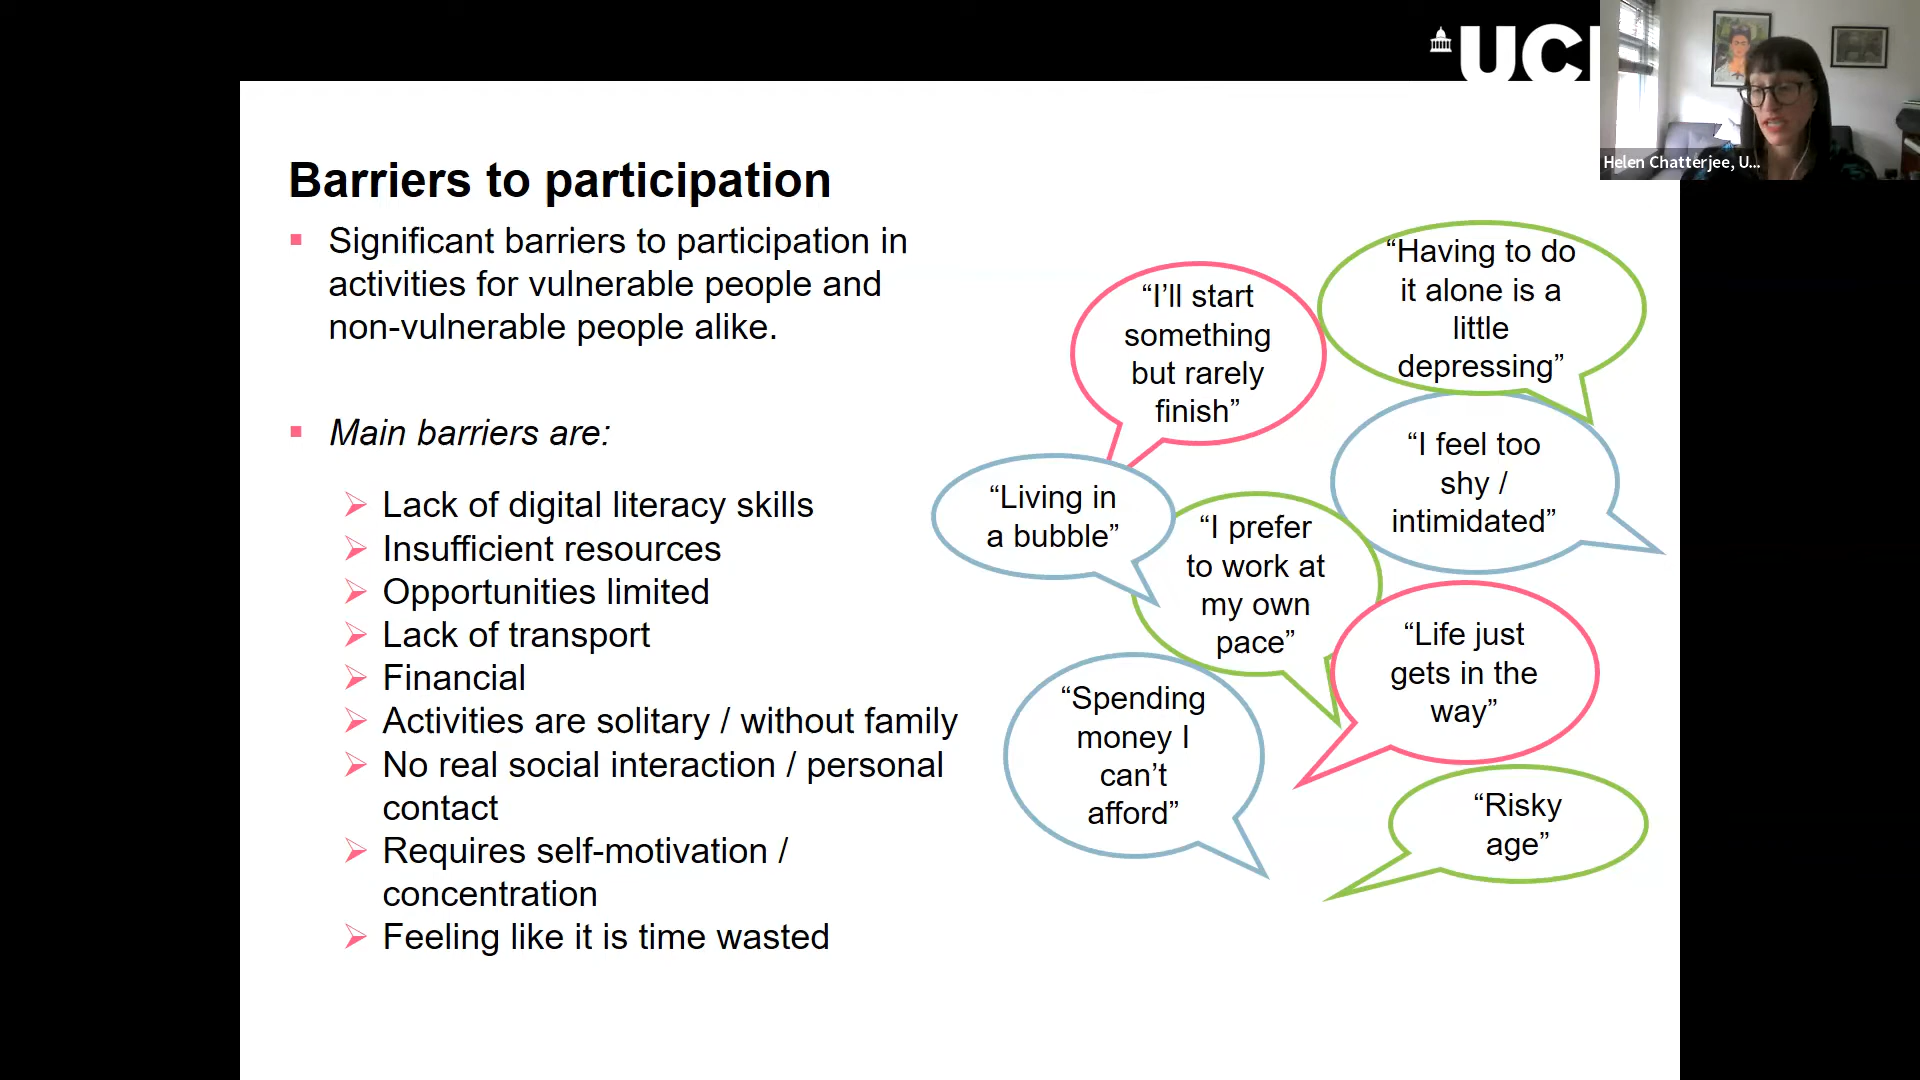 UCL
Helen Chatterjee, U...
Barriers to participation
Significant barriers to participation in
activities for vulnerable people and
non-vulnerable people alike.
Main barriers are:
Lack of digital literacy skills
Insufficient resources
Opportunities limited
Lack of transport
Financial
Activities are solitary / without family
No real social interaction / personal
contact
Requires self-motivation /
concentration
Feeling like it is time wasted
“I’ll start
something
but rarely
finish”
“Having to do
it alone is a
little
depressing”
“Living in
a bubble”
“I prefer
to work at
my own
pace”
“I feel too
shy /
intimidated”
“Spending
money I
can’t
afford”
“Life just
gets in the
way”
“Risky
age”